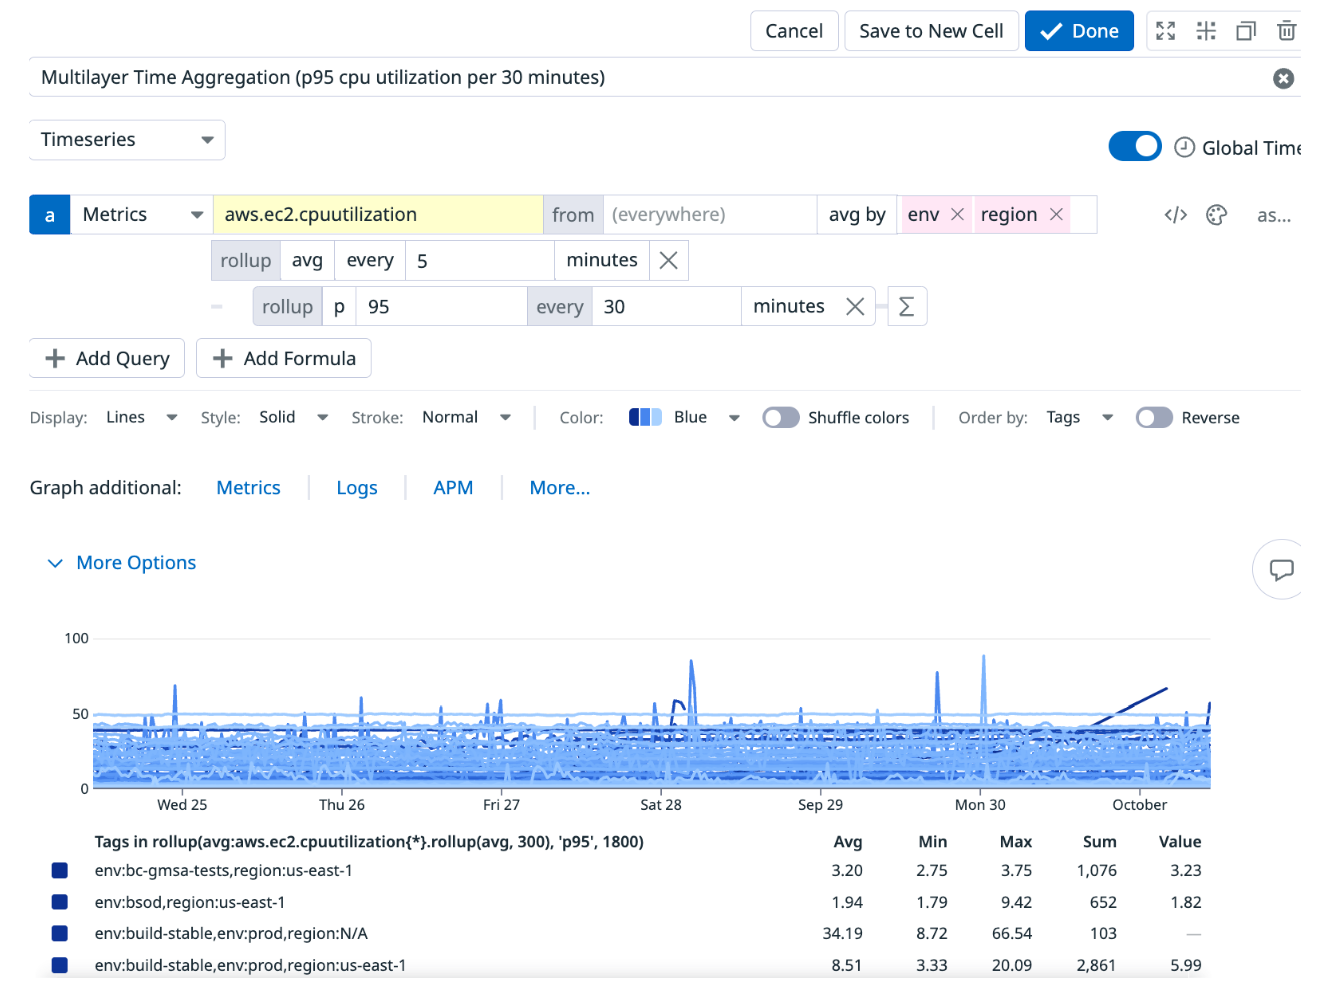 Cancel Save to New Cell Done
Multilayer Time Aggregation (p95 cpu utilization per 30 minutes)
Timeseries Global Time
a Metrics aws.ec2.cpuutilization from (everywhere) avg by env region as...
rollup avg every 5 minutes
rollup p 95 every 30 minutes Σ
Add Query Add Formula
Display: Lines Style: Solid Stroke: Normal Color: Blue Shuffle colors Order by: Tags Reverse
Graph additional: Metrics Logs APM More...
More Options
100
50
0
Wed 25 Thu 26 Fri 27 Sat 28 Sep 29 Mon 30 October
Tags in rollup(avg:aws.ec2.cpuutilization{*}.rollup(avg, 300), 'p95', 1800) Avg Min Max Sum Value
env:bc-gmsa-tests,region:us-east-1 3.20 2.75 3.75 1,076 3.23
env:bsod,region:us-east-1 1.94 1.79 9.42 652 1.82
env:build-stable,env:prod,region:N/A 34.19 8.72 66.54 103 —
env:build-stable,env:prod,region:us-east-1 8.51 3.33 20.09 2,861 5.99